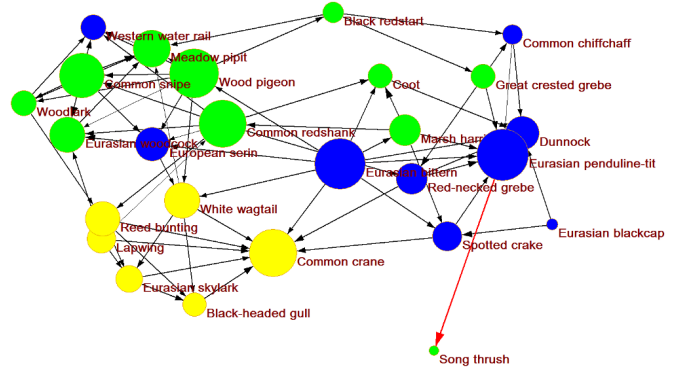 Black redstart
Western water rail
Common chiffchaff
Meadow pipit
Wood pigeon
Common snipe
Coot
Great crested grebe
Woodlark
Common redshank
Marsh harri
Dunnock
Eurasian woodcock
European serin
Eurasian penduline-tit
Eurasian bittern
Red-necked grebe
White wagtail
Reed bunting
Eurasian blackcap
Lapwing
Spotted crake
Common crane
Eurasian skylark
Black-headed gull
Song thrush